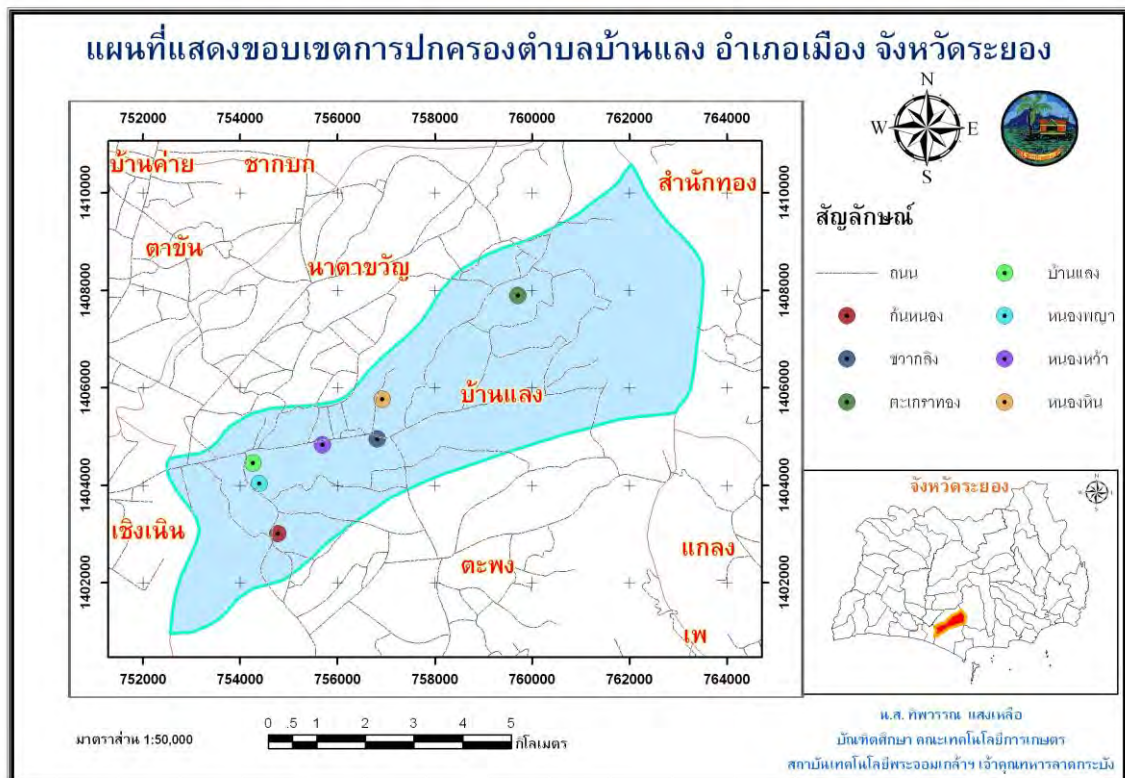 แผนที่แสดงขอบเขตการปกครองตำบลบ้านแลง อำเภอเมือง จังหวัดระยอง
752000 754000 756000 758000 760000 762000 764000
N
W E
S
บ้านค่าย ชากบก สำนักทอง
1410000 1410000
ตาขัน นาตาขวัญ
1408000 1408000
1406000 1406000
บ้านแลง
1404000 1404000
เชิงเนิน ตะพง แกลง
1402000 1402000
เพ
752000 754000 756000 758000 760000 762000 764000
สัญลักษณ์
ถนน บ้านแลง
ก้นหนอง หนองพญา
ขวากลิง หนองหว้า
ตะเกราทอง หนองหิน
จังหวัดระยอง
มาตราส่วน 1:50,000
0 .5 1 2 3 4 5
กิโลเมตร
น.ส. ทิพวรรณ แสงเหลือ
บัณฑิตศึกษา คณะเทคโนโลยีการเกษตร
สถาบันเทคโนโลยีพระจอมเกล้าฯ เจ้าคุณทหารลาดกระบัง